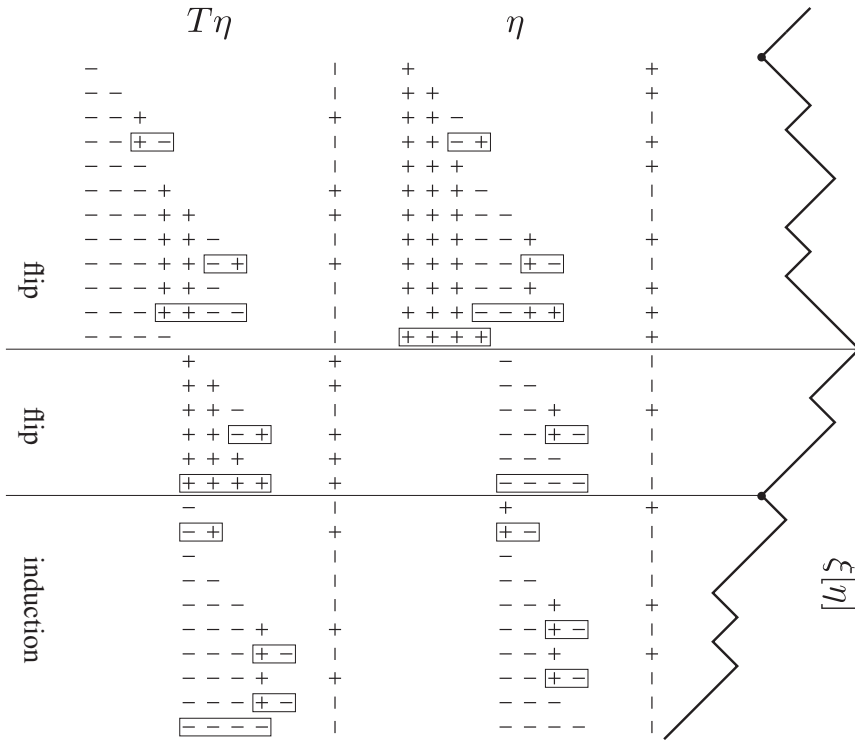 Tη η
− | + +
− − | + + +
− − + + + + − |
− − + − | + + − + +
− − − | + + + +
− − − + + + + + − |
− − − + + + + + + − − |
− − − + + − | + + + − − + +
− − − + + − + + + + + − − + − |
− − − + + − | + + + − − + +
flip
− − − + + − − | + + + − − + + +
− − − − | + + + + +
+ + − |
+ + + − − |
+ + − | − − + +
+ + − + + − − + − |
flip
+ + + + − − − |
+ + + + + − − − − |
− | + +
− + + + − |
− | − |
− − | − − |
ξ[η]
− − − | − − + +
induction
− − − + + − − + − |
− − − + − | − − + +
− − − + + − − + − |
− − − + − | − − − |
− − − − | − − − − |